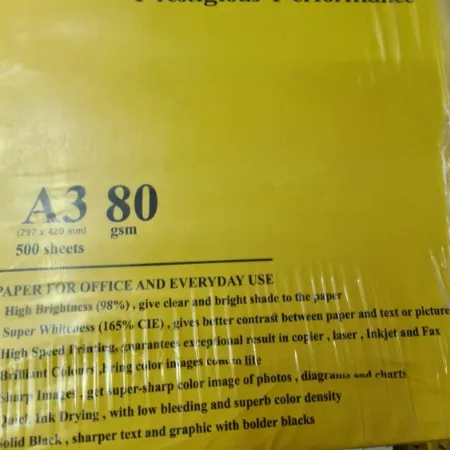 Prestigious Performance
A3 80
(297 x 420 mm) gsm
500 sheets
PAPER FOR OFFICE AND EVERYDAY USE
High Brightness (98%) , give clear and bright shade to the paper
Super Whiteness (165% CIE) , gives better contrast between paper and text or picture
High Speed Printing, guarantees exceptional result in copier , laser , Inkjet and Fax
Brilliant Colours ,bring color images come to life
Sharp Images , get super-sharp color image of photos , diagrams and charts
Quick Ink Drying , with low bleeding and superb color density
Solid Black , sharper text and graphic with bolder blacks